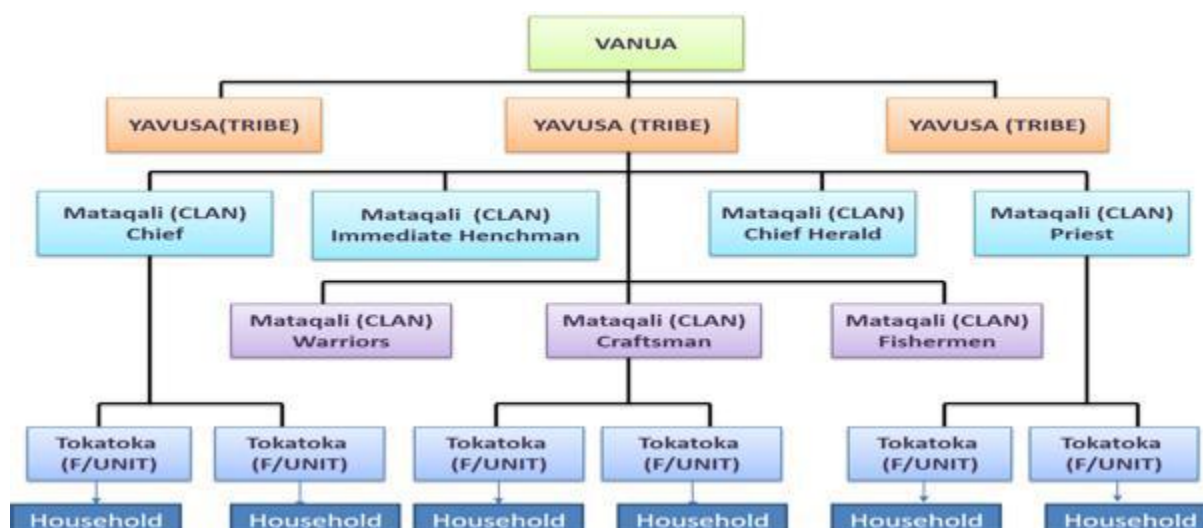 VANUA
YAVUSA(TRIBE)
YAVUSA (TRIBE)
YAVUSA (TRIBE)
Mataqali (CLAN)
Chief
Mataqali (CLAN)
Immediate Henchman
Mataqali (CLAN)
Chief Herald
Mataqali (CLAN)
Priest
Mataqali (CLAN)
Warriors
Mataqali (CLAN)
Craftsman
Mataqali (CLAN)
Fishermen
Tokatoka
(F/UNIT)
Tokatoka
(F/UNIT)
Tokatoka
(F/UNIT)
Tokatoka
(F/UNIT)
Tokatoka
(F/UNIT)
Tokatoka
(F/UNIT)
Household
Household
Household
Household
Household
Household